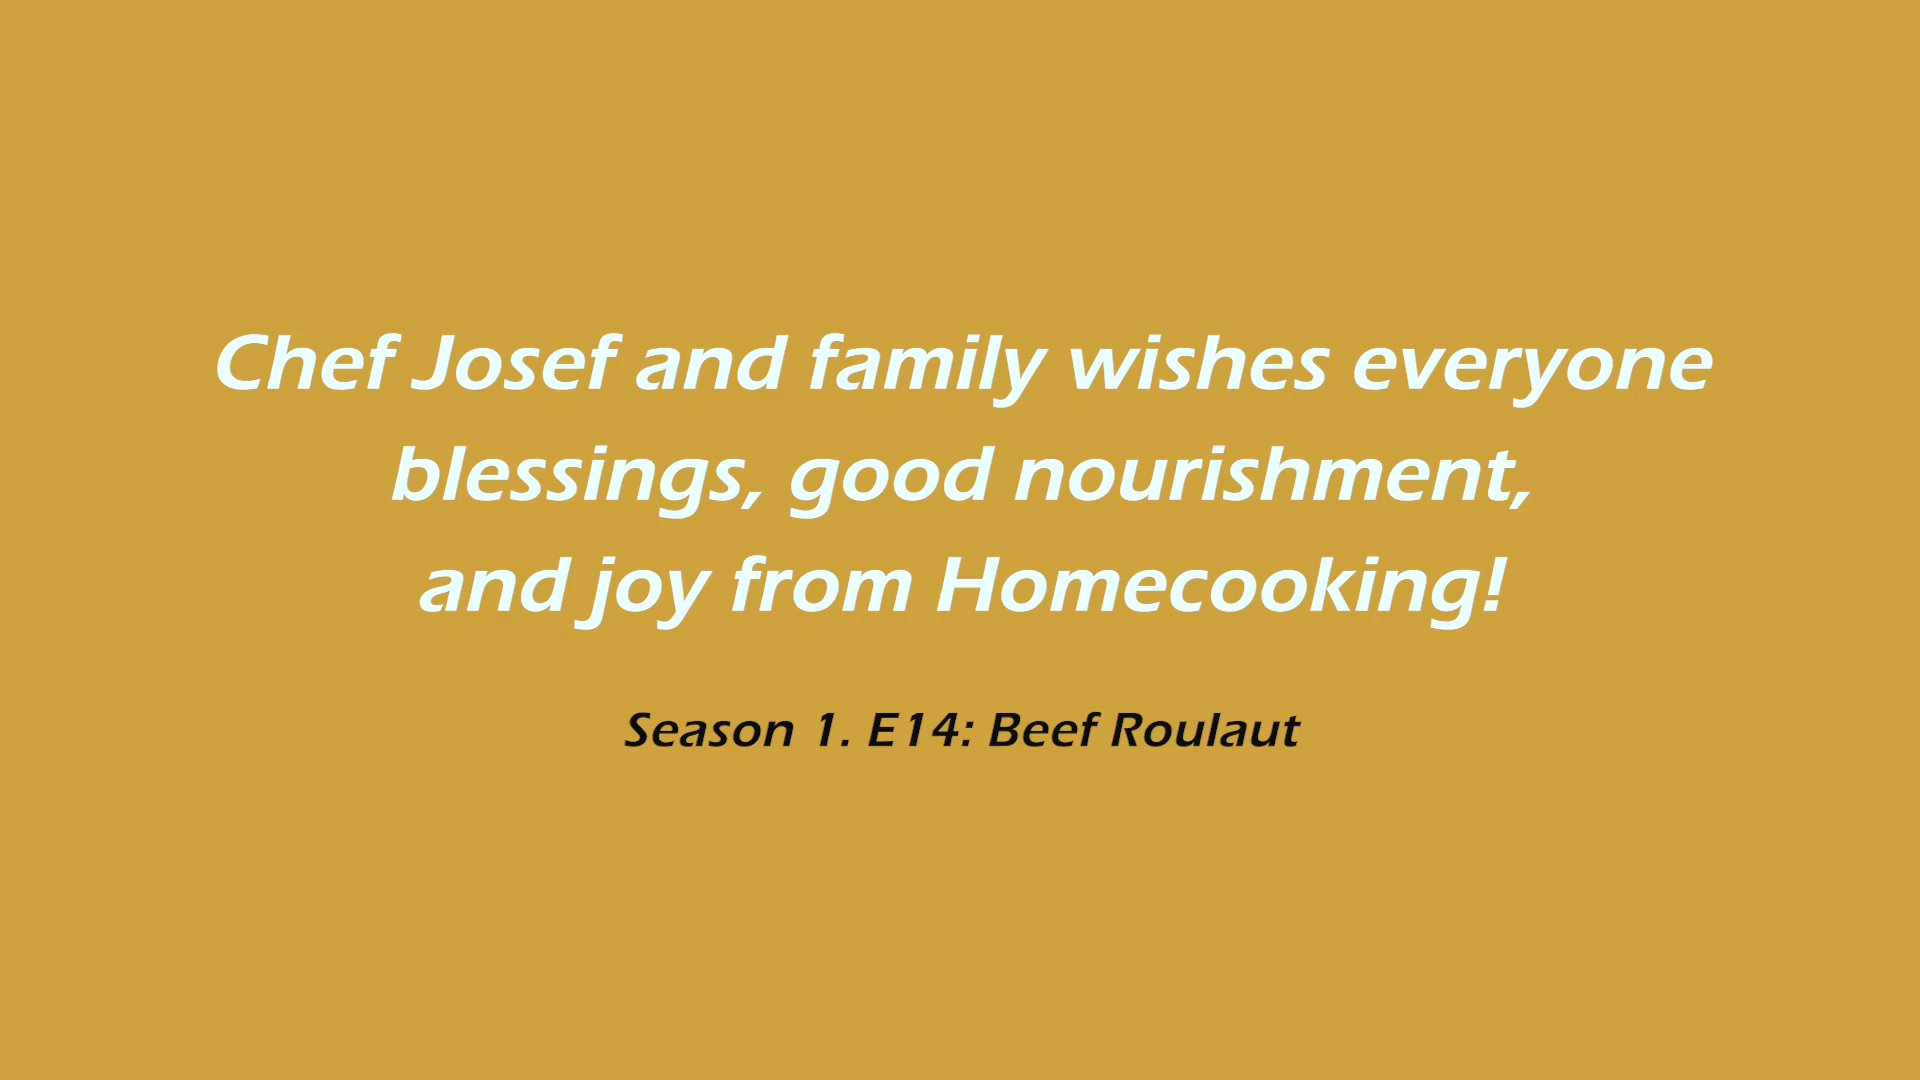 Chef Josef and family wishes everyone
blessings, good nourishment,
and joy from Homecooking!
Season 1. E14: Beef Roulaut